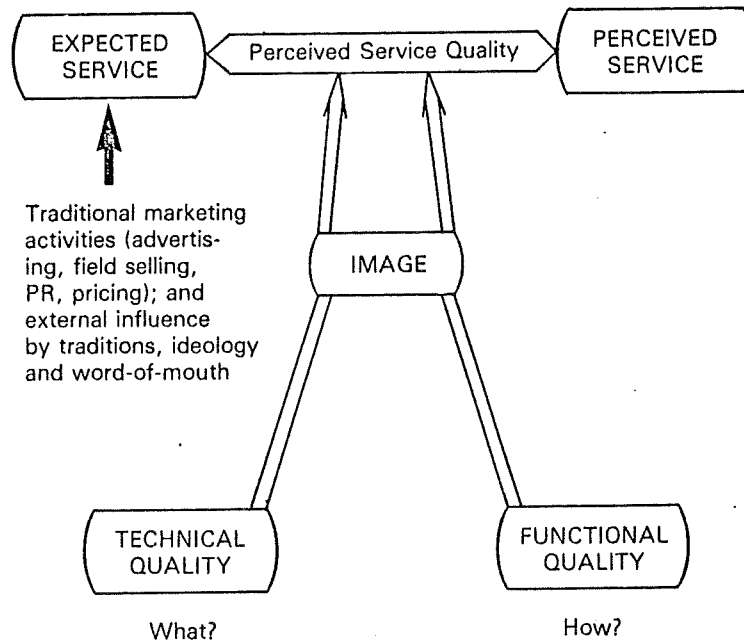 EXPECTED
SERVICE
Perceived Service Quality
PERCEIVED
SERVICE
Traditional marketing
activities (advertis-
ing, field selling,
PR, pricing); and
external influence
by traditions, ideology
and word-of-mouth
IMAGE
TECHNICAL
QUALITY
FUNCTIONAL
QUALITY
What?
How?